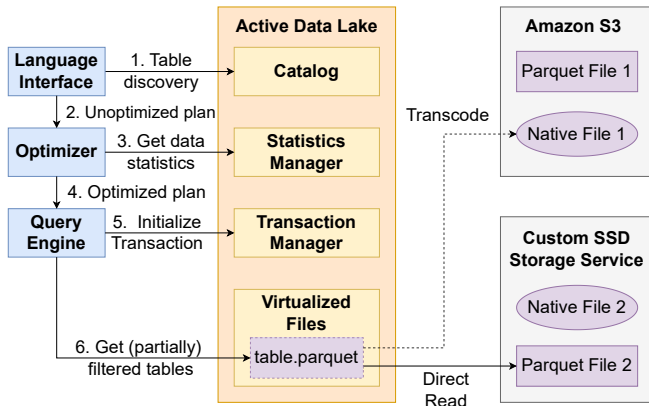 Active Data Lake
Amazon S3
Language
Interface
1. Table
discovery
Catalog
Parquet File 1
2. Unoptimized plan
Transcode
Native File 1
Optimizer
3. Get data
statistics
Statistics
Manager
4. Optimized plan
Query
Engine
5. Initialize
Transaction
Transaction
Manager
Custom SSD
Storage Service
Virtualized
Files
Native File 2
6. Get (partially)
filtered tables
table.parquet
Parquet File 2
Direct
Read